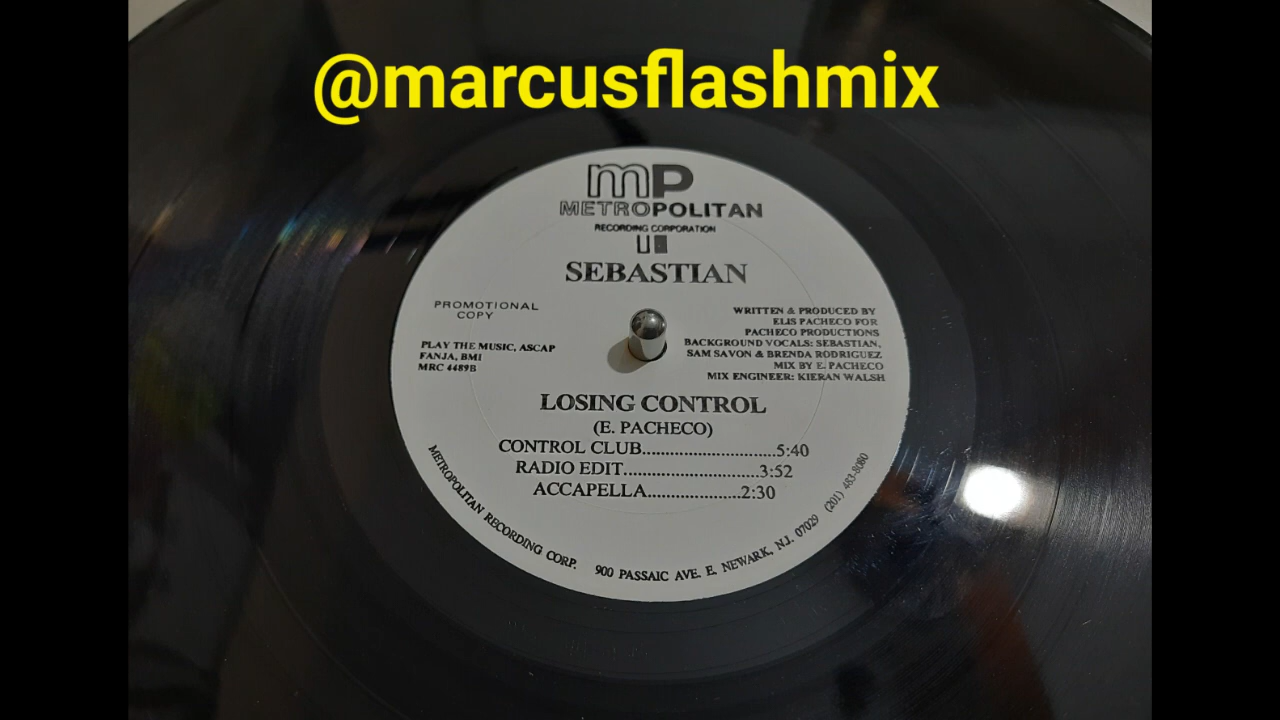 @marcusflashmix
mP
METROPOLITAN
RECORDING CORPORATION
SEBASTIAN
PROMOTIONAL
COPY
PLAY THE MUSIC, ASCAP
FANJA, BMI
MRC 4489B
WRITTEN & PRODUCED BY
ELIS PACHECO FOR
PACHECO PRODUCTIONS
BACKGROUND VOCALS: SEBASTIAN,
SAM SAVON & BRENDA RODRIGUEZ
MIX BY E. PACHECO
MIX ENGINEER: KIERAN WALSH
LOSING CONTROL
(E. PACHECO)
CONTROL CLUB............................5:40
RADIO EDIT............................3:52
ACCAPELLA...................2:30
METROPOLITAN RECORDING CORP. 900 PASSAIC AVE. E. NEWARK, N.J. 07029 (201) 483-8080